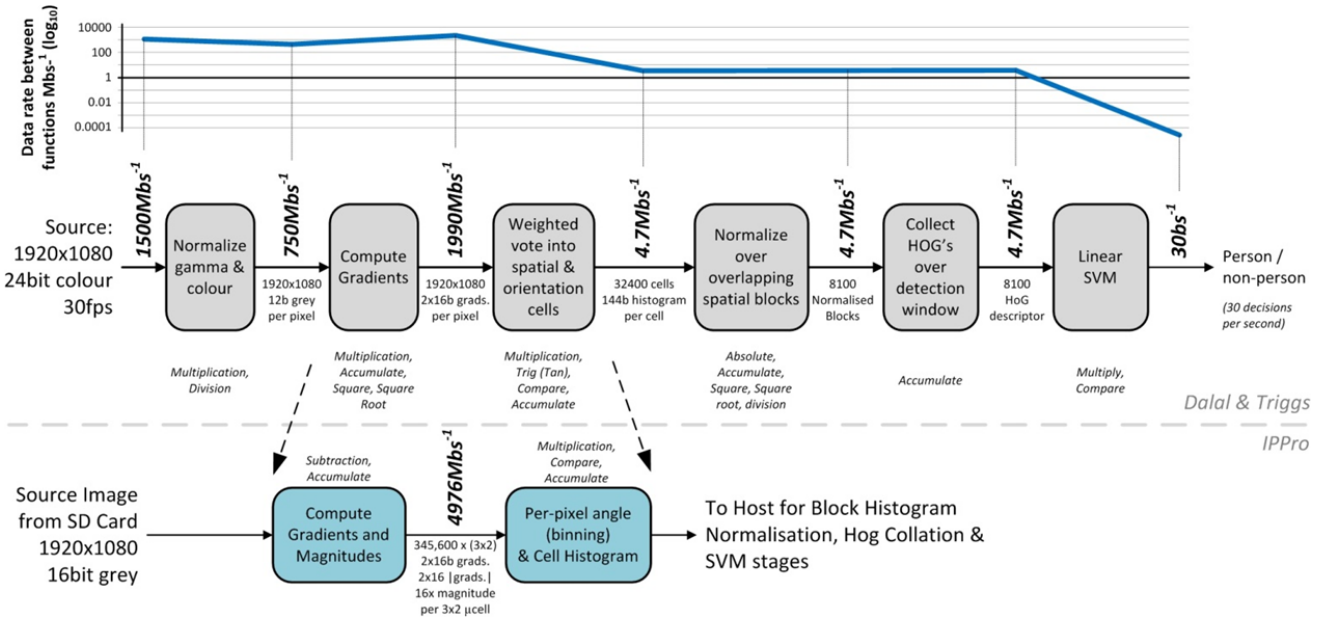 Data rate between
functions Mbs-¹ (log₁₀)
10000
100
1
0.01
0.0001
1500Mbs⁻¹
750Mbs⁻¹
1990Mbs⁻¹
4.7Mbs⁻¹
4.7Mbs⁻¹
4.7Mbs⁻¹
30bs⁻¹
Source:
1920x1080
24bit colour
30fps
Normalize
gamma &
colour
1920x1080
12b grey
per pixel
Compute
Gradients
1920x1080
2x16b grads.
per pixel
Weighted
vote into
spatial &
orientation
cells
32400 cells
144b histogram
per cell
Normalize
over
overlapping
spatial blocks
8100
Normalised
Blocks
Collect
HOG's
over
detection
window
8100
HoG
descriptor
Linear
SVM
Person /
non-person
(30 decisions
per second)
Multiplication,
Division
Multiplication,
Accumulate,
Square, Square
Root
Multiplication,
Trig (Tan),
Compare,
Accumulate
Absolute,
Accumulate,
Square, Square
root, division
Accumulate
Multiply,
Compare
Dalal & Triggs
IPPro
Source Image
from SD Card
1920x1080
16bit grey
Subtraction,
Accumulate
Compute
Gradients and
Magnitudes
4976Mbs⁻¹
345,600 x (3x2)
2x16b grads.
2x16 |grads.|
16x magnitude
per 3x2 µcell
Multiplication,
Compare,
Accumulate
Per-pixel angle
(binning)
& Cell Histogram
To Host for Block Histogram
Normalisation, Hog Collation &
SVM stages